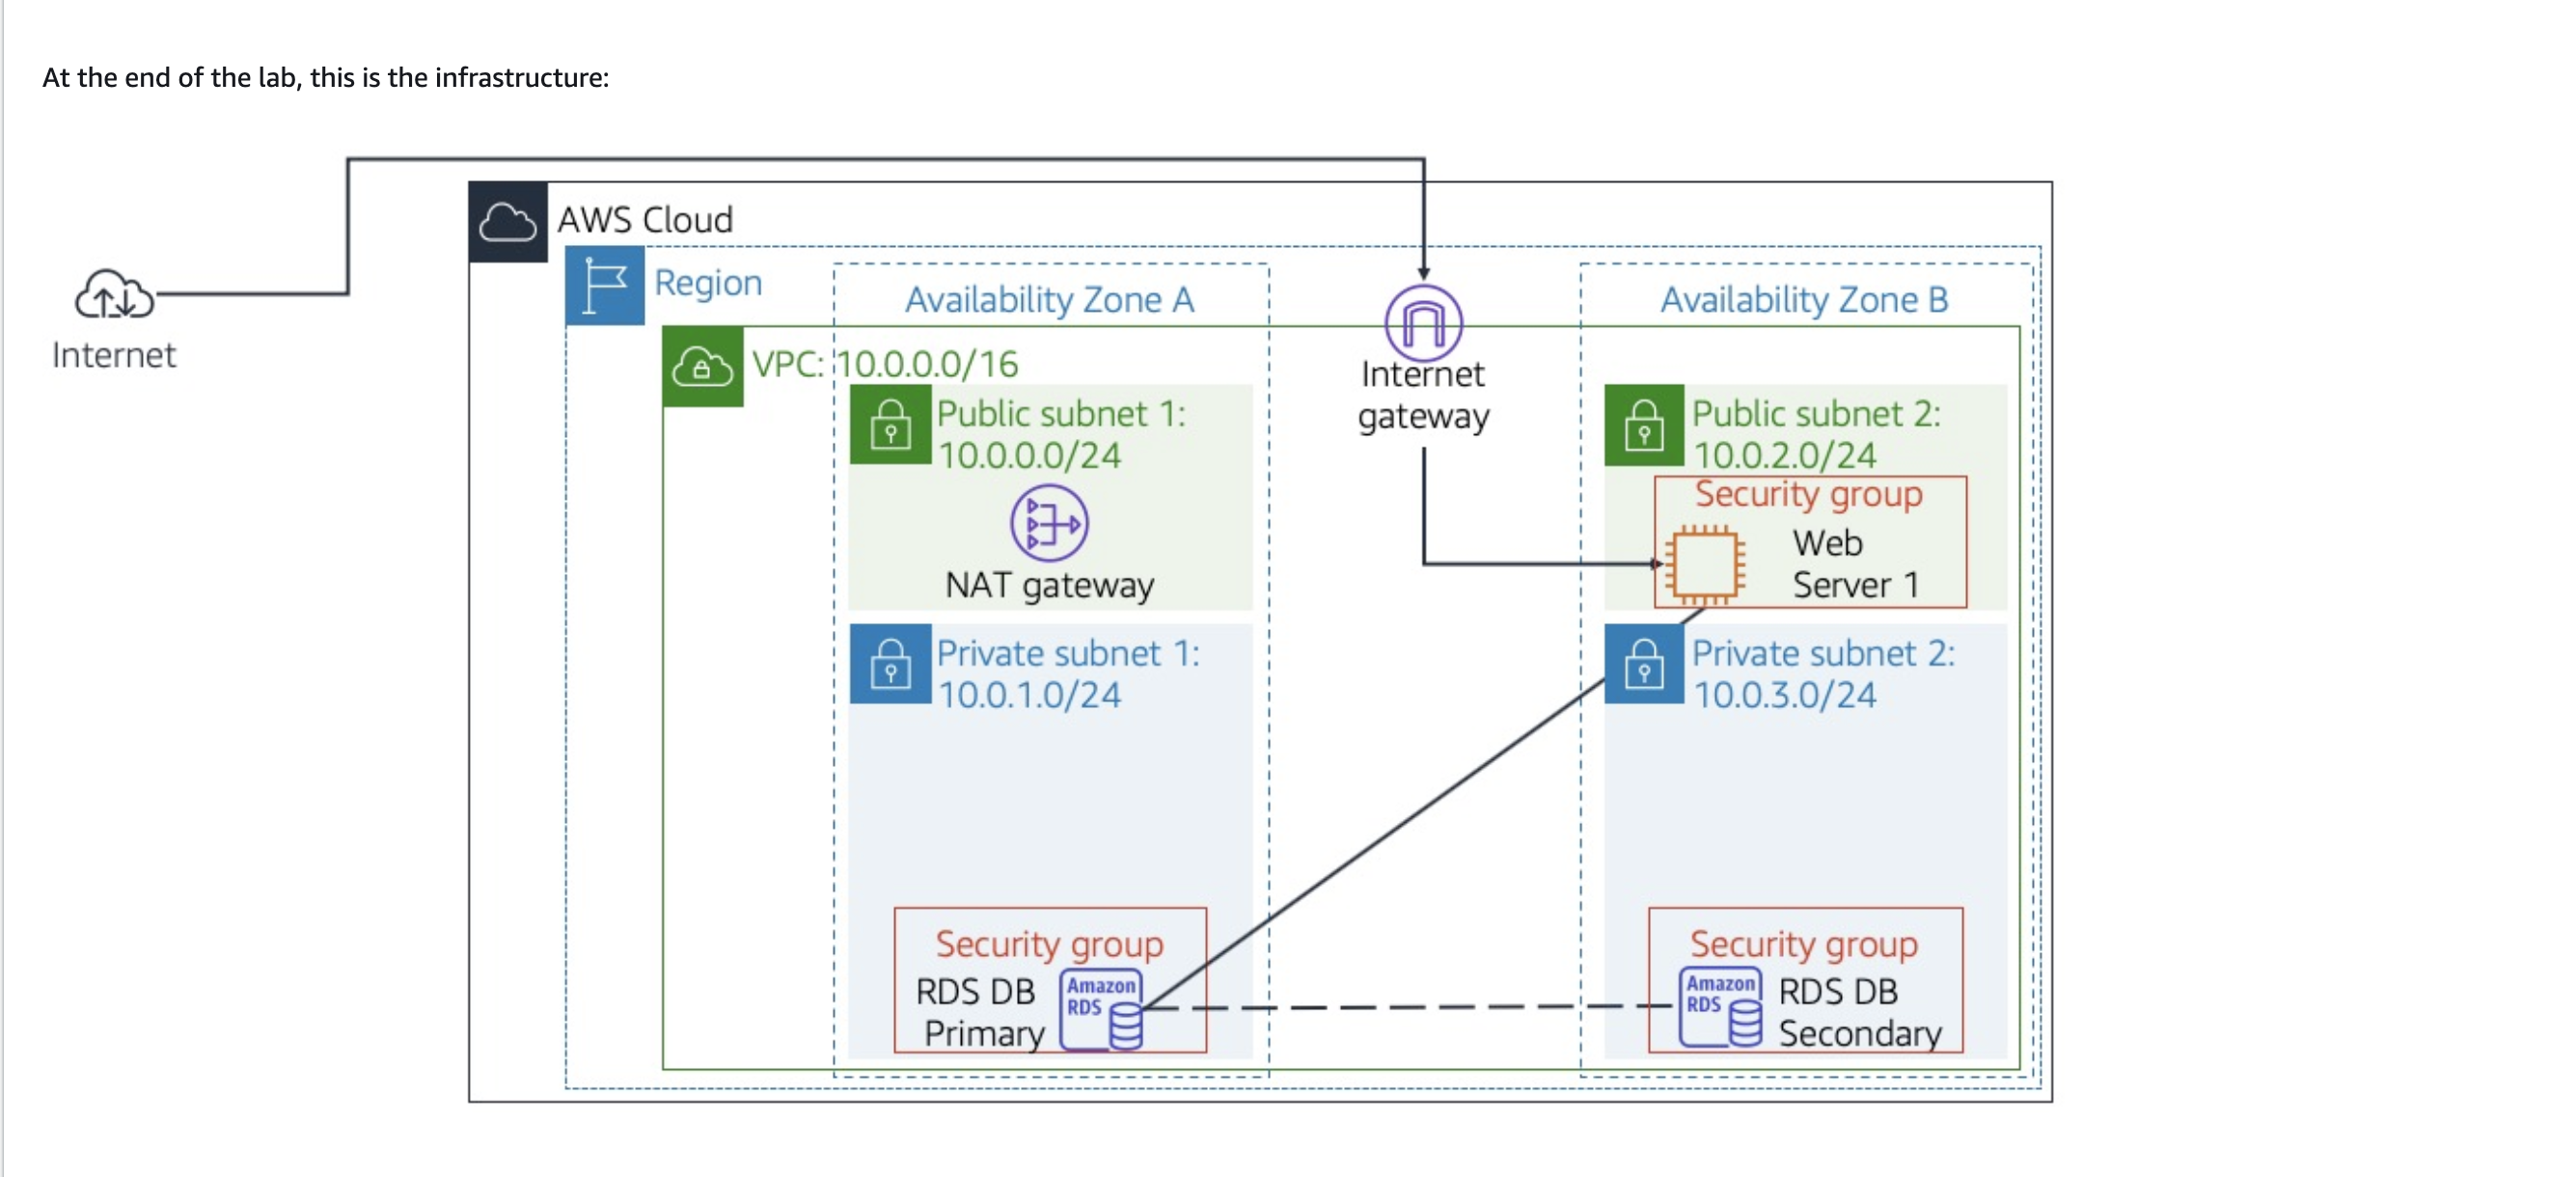 At the end of the lab, this is the infrastructure:
AWS Cloud
Internet
Region
Availability Zone A
Availability Zone B
VPC: 10.0.0.0/16
Internet
gateway
Public subnet 1:
10.0.0.0/24
NAT gateway
Public subnet 2:
10.0.2.0/24
Security group
Web
Server 1
Private subnet 1:
10.0.1.0/24
Private subnet 2:
10.0.3.0/24
Security group
RDS DB
Primary
Amazon
RDS
Security group
Amazon
RDS
RDS DB
Secondary